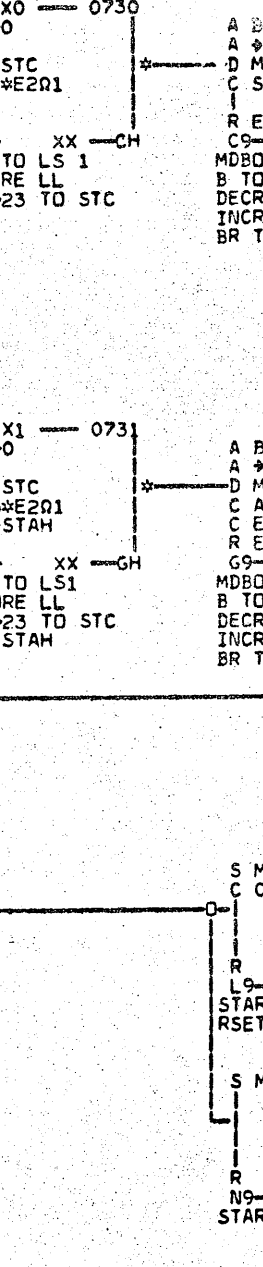 X0 — 0730
0
STC
*E2Ω1
XX — CH
TO LS 1
RE LL
23 TO STC
A B
A
D M
C S
R E
C9
MDBO
B TO
DECR
INCR
BR T
X1 — 0731
0
STC
*E2Ω1
STAH
XX — GH
TO LS1
RE LL
23 TO STC
STAH
A B
A
D M
C A
C E
R E
G9
MDBO
B TO
DECR
INCR
BR T
S M
C C
R
L9
STAR
RSET
S M
R
N9
STAR